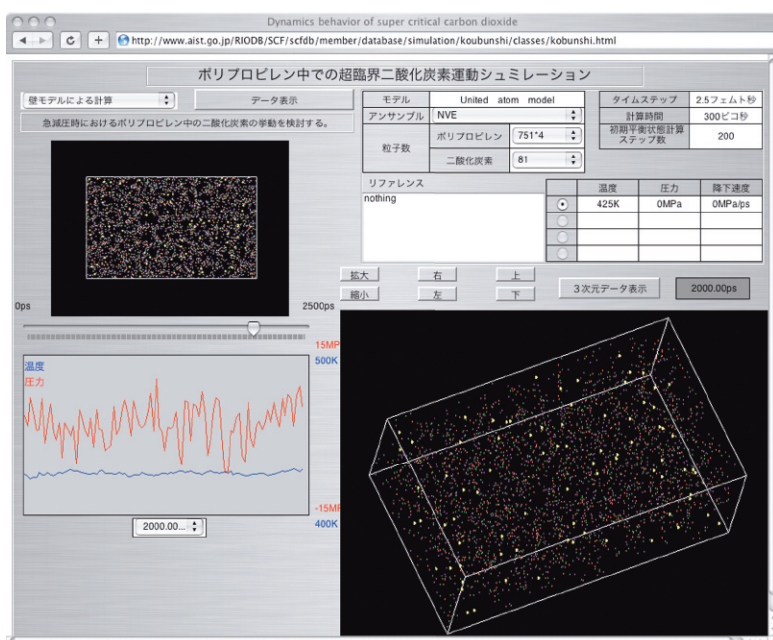 Dynamics behavior of super critical carbon dioxide
http://www.aist.go.jp/RIODB/SCF/scfdb/member/database/simulation/koubunshi/classes/kobunshi.html
ポリプロピレン中での超臨界二酸化炭素運動シュミレーション
壁モデルによる計算
データ表示
急減圧時におけるポリプロピレン中の二酸化炭素の挙動を検討する。
モデル United atom model
アンサンブル NVE
粒子数
ポリプロピレン 751*4
二酸化炭素 81
タイムステップ 2.5フェムト秒
計算時間 300ピコ秒
初期平衡状態計算
ステップ数 200
リファレンス
nothing
温度 圧力 降下速度
425K 0MPa 0MPa/ps
拡大 右 上
縮小 左 下
3次元データ表示
2000.00ps
0ps 2500ps
15MP
500K
温度
圧力
-15MP
400K
2000.00...